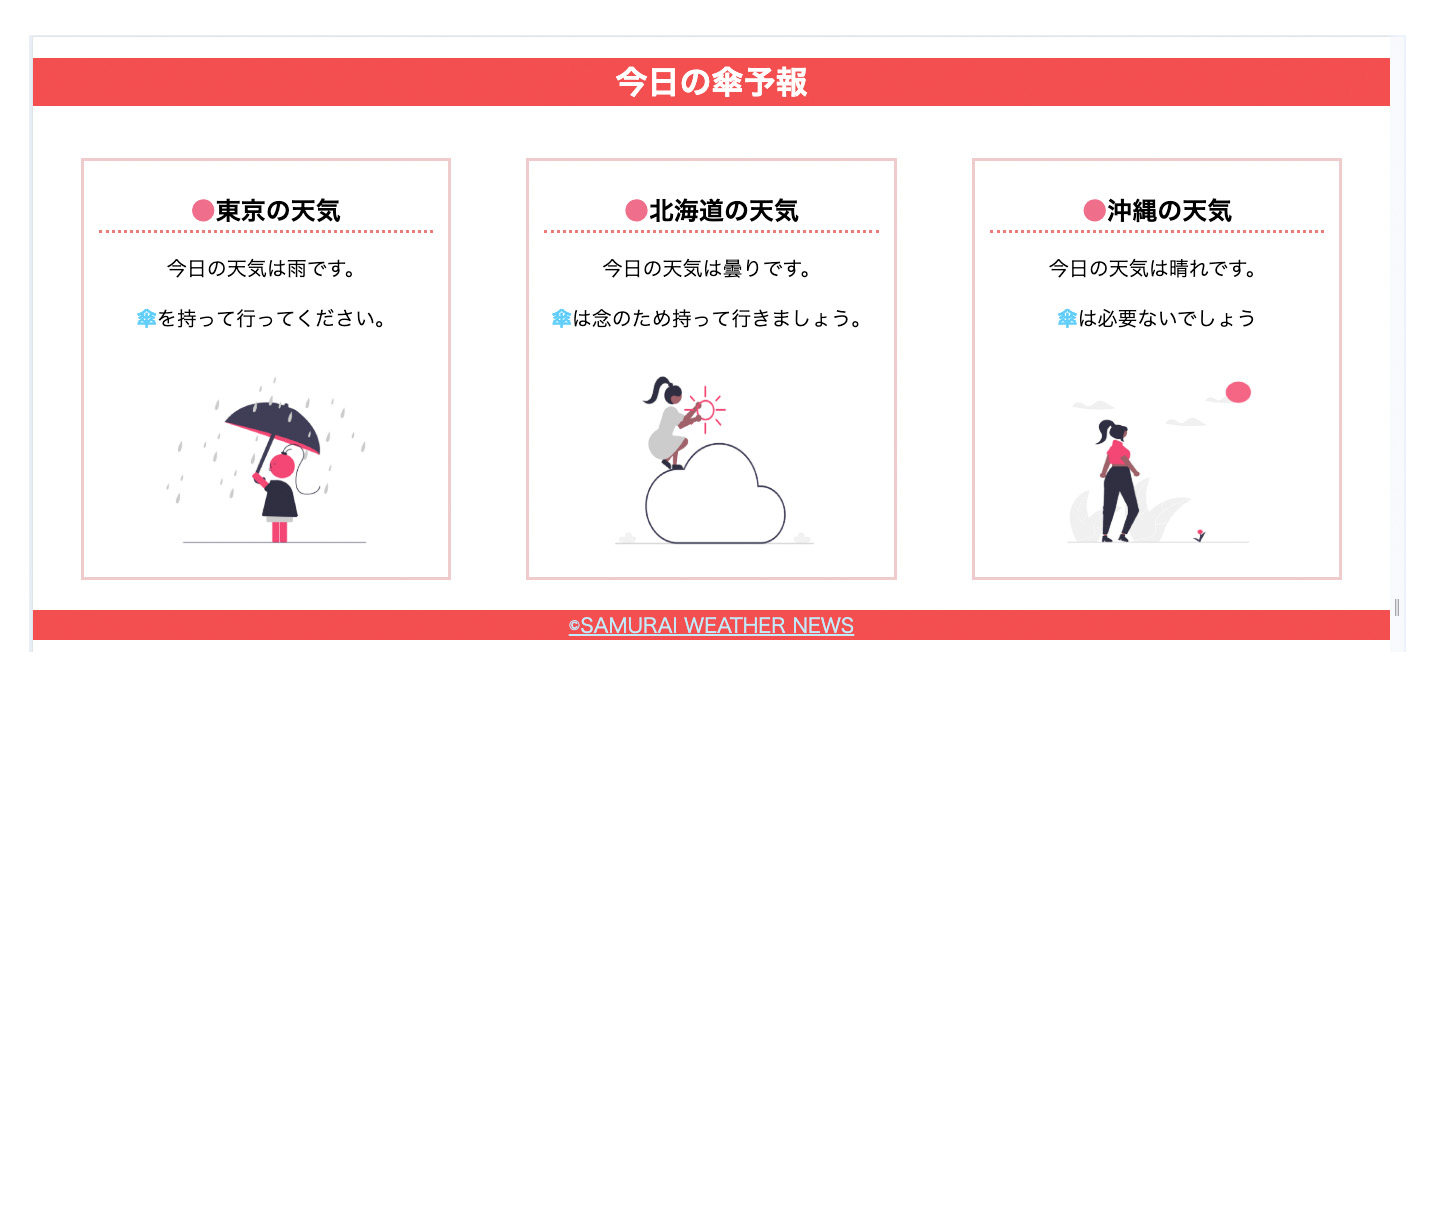 今日の傘予報
●東京の天気
今日の天気は雨です。
傘を持って行ってください。
●北海道の天気
今日の天気は曇りです。
傘は念のため持って行きましょう。
●沖縄の天気
今日の天気は晴れです。
傘は必要ないでしょう
©SAMURAI WEATHER NEWS